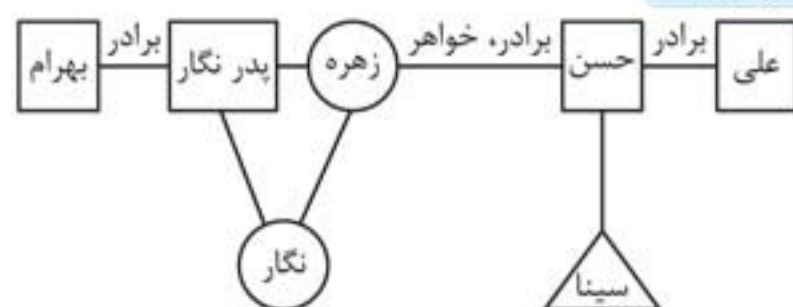 علی
برادر
حسن
برادر، خواهر
زهره
پدر نگار
برادر
بهرام
نگار
سینا